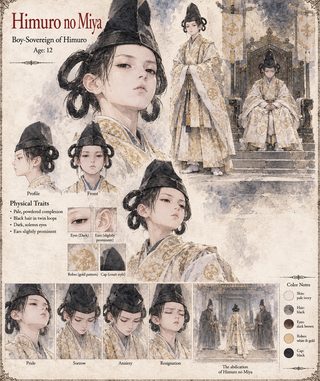 Himuro no Miya
Boy-Sovereign of Himuro
Age: 12
Profile
Front
Physical Traits
• Pale, powdered complexion
• Black hair in twin loops
• Dark, solemn eyes
• Ears slightly prominent
Eyes (Dark)
Ears (slightly
prominent)
Robes (gold pattern)
Cap (court style)
Color Notes
Skin:
pale ivory
Hair:
black
Eyes:
dark brown
Robes:
white & gold
Cap:
black
Pride
Sorrow
Anxiety
Resignation
The abdication
of Himuro no Miya